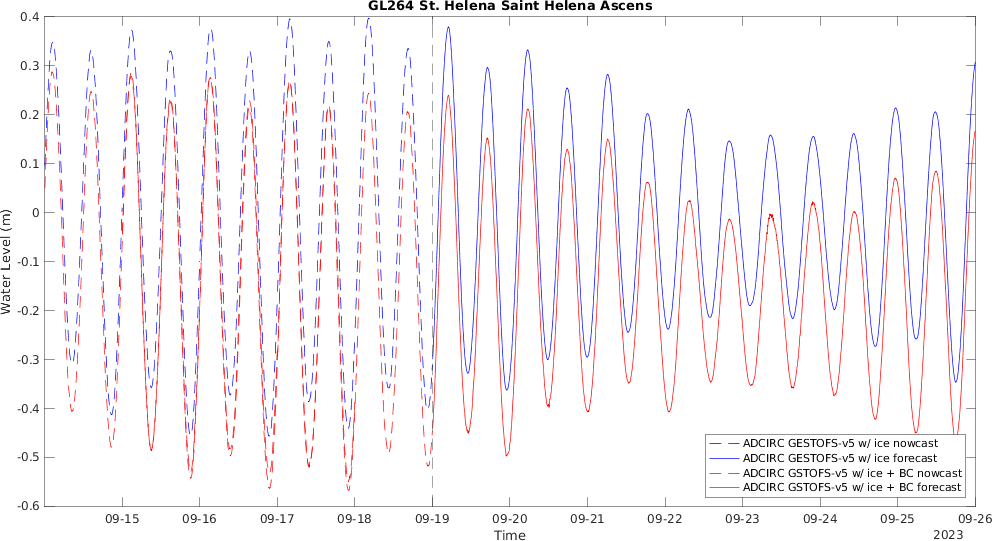 GL264 St. Helena Saint Helena Ascens
0.4
0.3
0.2
0.1
0
-0.1
-0.2
-0.3
-0.4
-0.5
-0.6
Water Level (m)
ADCIRC GESTOFS-v5 w/ ice nowcast
ADCIRC GESTOFS-v5 w/ ice forecast
ADCIRC GSTOFS-v5 w/ ice + BC nowcast
ADCIRC GSTOFS-v5 w/ ice + BC forecast
09-15 09-16 09-17 09-18 09-19 09-20 09-21 09-22 09-23 09-24 09-25 09-26
Time
2023